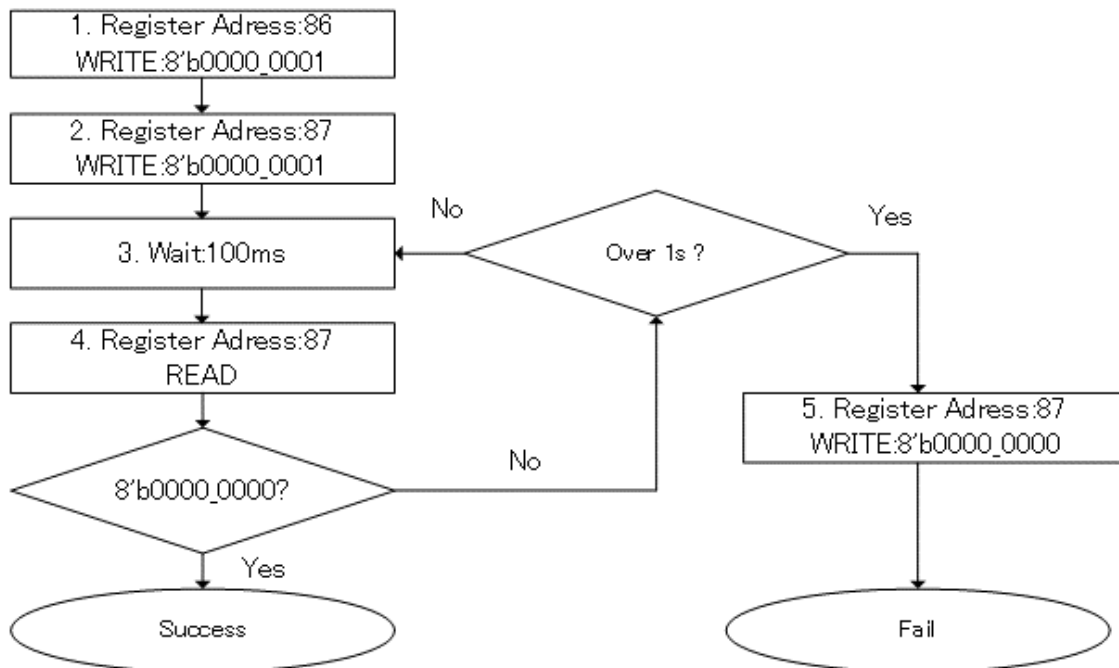 1. Register Adress:86
WRITE:8'b0000_0001
2. Register Adress:87
WRITE:8'b0000_0001
No
Yes
3. Wait:100ms
Over 1s ?
4. Register Adress:87
READ
5. Register Adress:87
WRITE:8'b0000_0000
No
8'b0000_0000?
Yes
Success
Fail